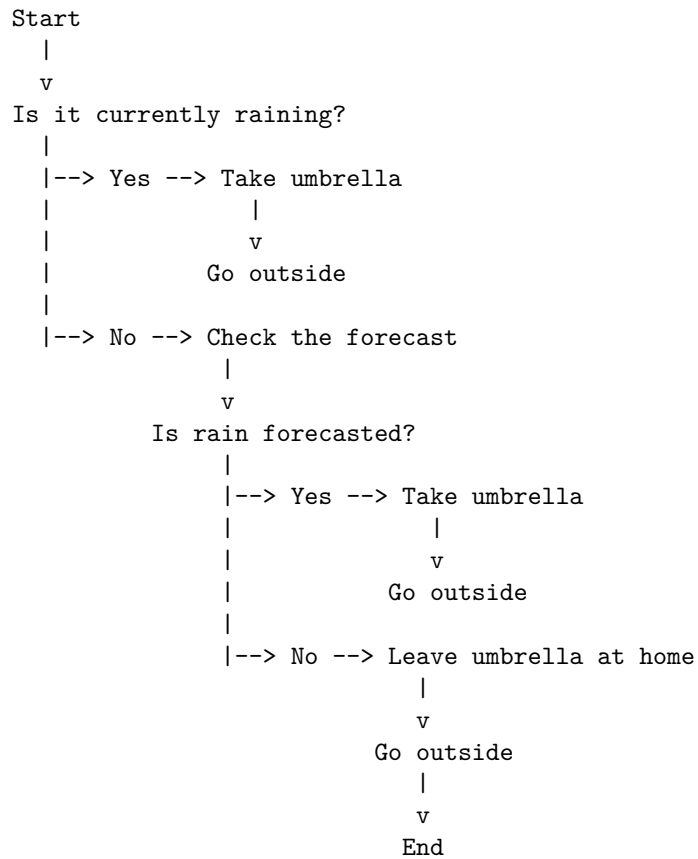 Start
|
v
Is it currently raining?
|
|--> Yes --> Take umbrella
| |
| v
| Go outside
|
|--> No --> Check the forecast
|
v
Is rain forecasted?
|
|--> Yes --> Take umbrella
| |
| v
| Go outside
|
|--> No --> Leave umbrella at home
|
v
Go outside
|
v
End